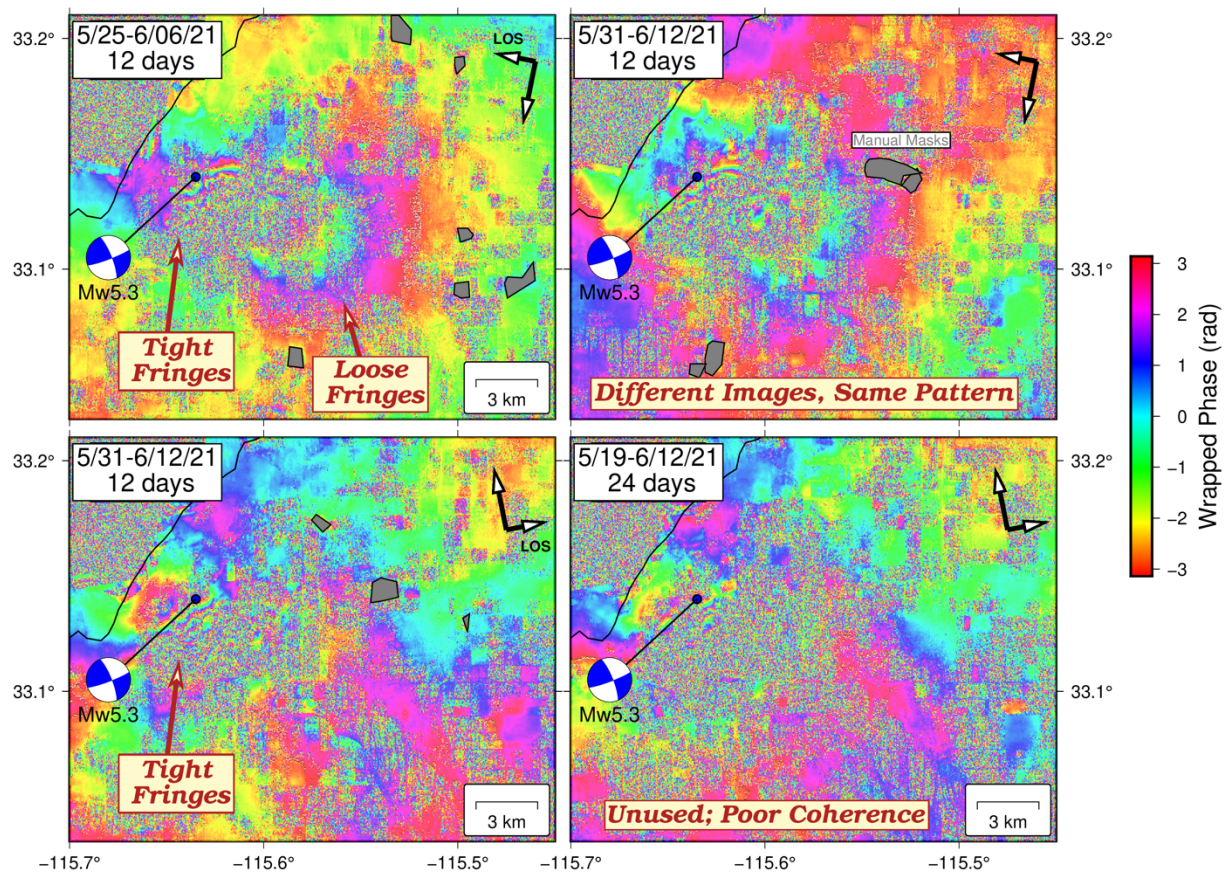 33.2°
5/25-6/06/21
12 days
LOS
33.1°
Mw5.3
Tight
Fringes
Loose
Fringes
3 km
5/31-6/12/21
12 days
33.2°
Manual Masks
33.1°
Mw5.3
Different Images, Same Pattern
33.2°
5/31-6/12/21
12 days
LOS
33.1°
Mw5.3
Tight
Fringes
3 km
−115.7°
−115.6°
−115.5°
5/19-6/12/21
24 days
33.2°
33.1°
Mw5.3
Unused; Poor Coherence
3 km
−115.6°
−115.5°
3
2
1
0
−1
−2
−3
Wrapped Phase (rad)